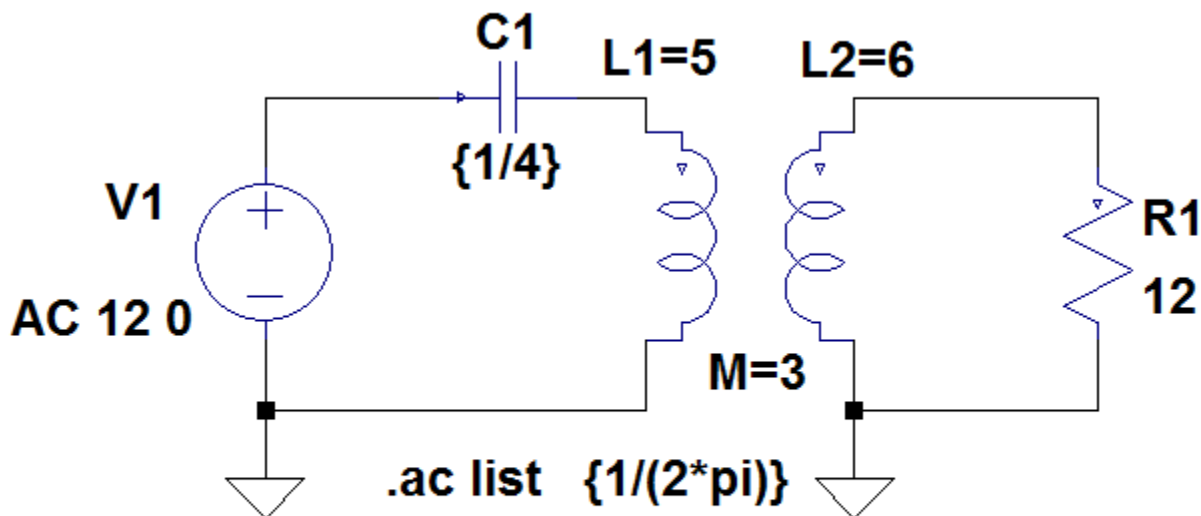 C1
L1=5
L2=6
{1/4}
V1
R1
AC 12 0
12
M=3
.ac list {1/(2*pi)}